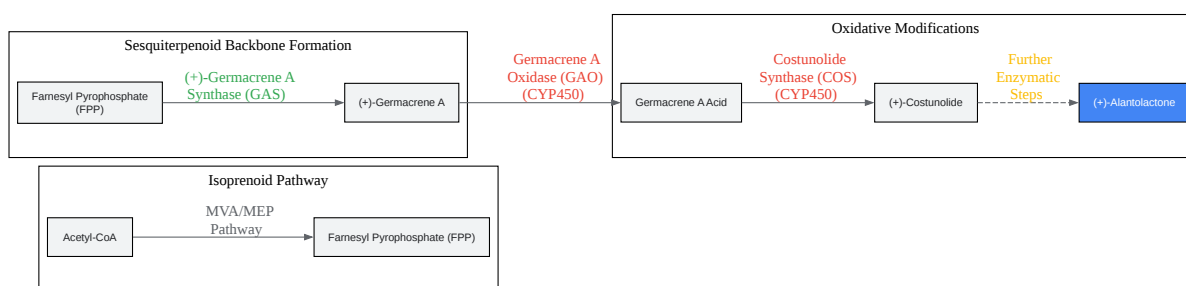 Oxidative Modifications
Sesquiterpenoid Backbone Formation
Farnesyl Pyrophosphate
(FPP)
(+)-Germacrene A
Synthase (GAS)
(+)-Germacrene A
Germacrene A
Oxidase (GAO)
(CYP450)
Germacrene A Acid
Costunolide
Synthase (COS)
(CYP450)
(+)-Costunolide
Further
Enzymatic
Steps
(+)-Alantolactone
Isoprenoid Pathway
Acetyl-CoA
MVA/MEP
Pathway
Farnesyl Pyrophosphate (FPP)